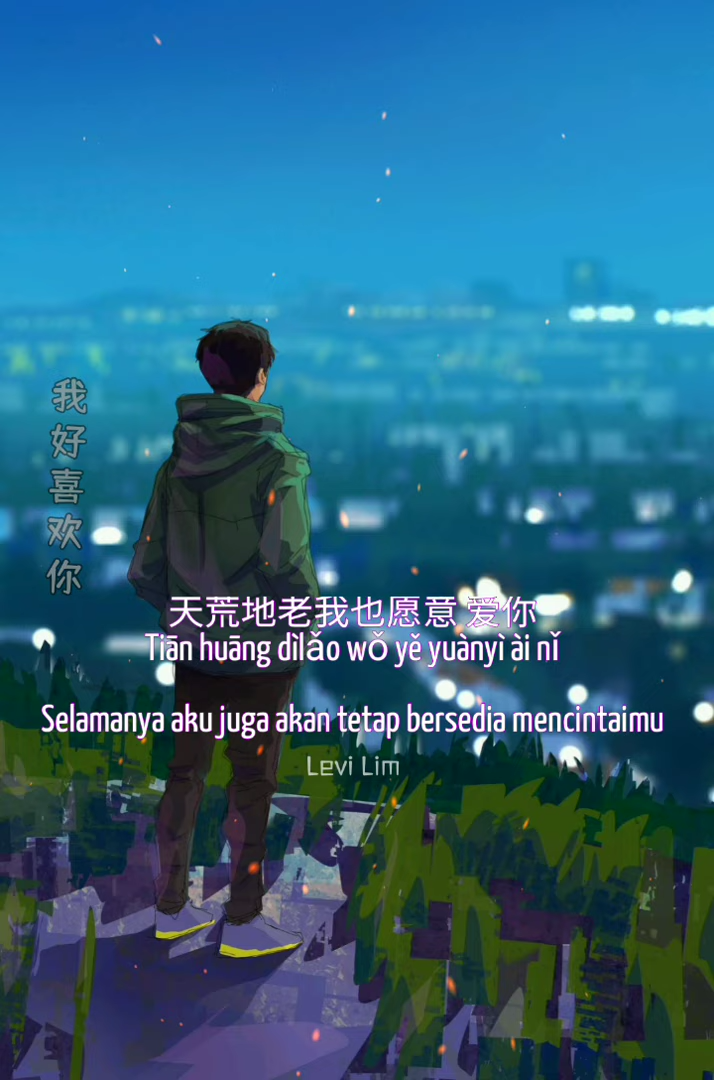 我好喜欢你
天荒地老我也愿意 爱你
Tiān huāng dìlǎo wǒ yě yuànyì ài nǐ
Selamanya aku juga akan tetap bersedia mencintaimu
Levi Lim